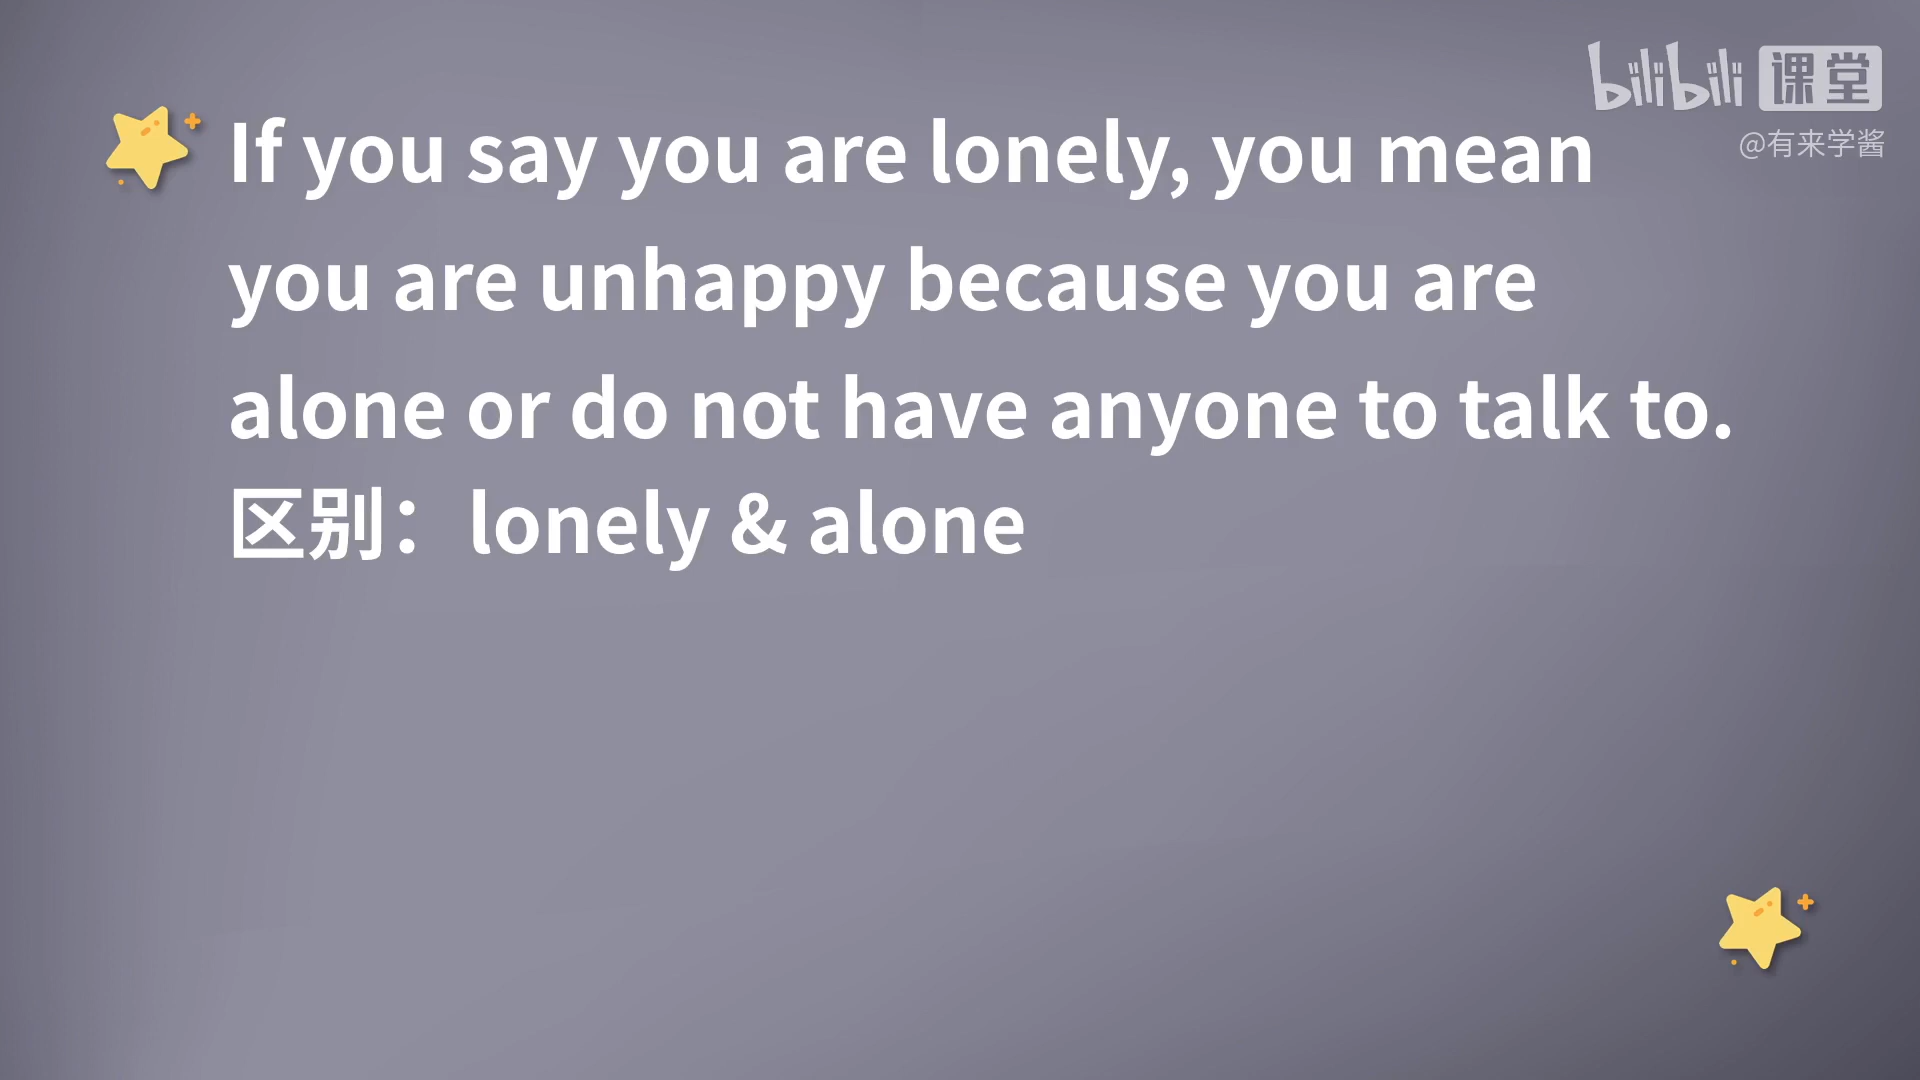 bilibili 课堂
@有来学酱
If you say you are lonely, you mean
you are unhappy because you are
alone or do not have anyone to talk to.
区别：lonely & alone